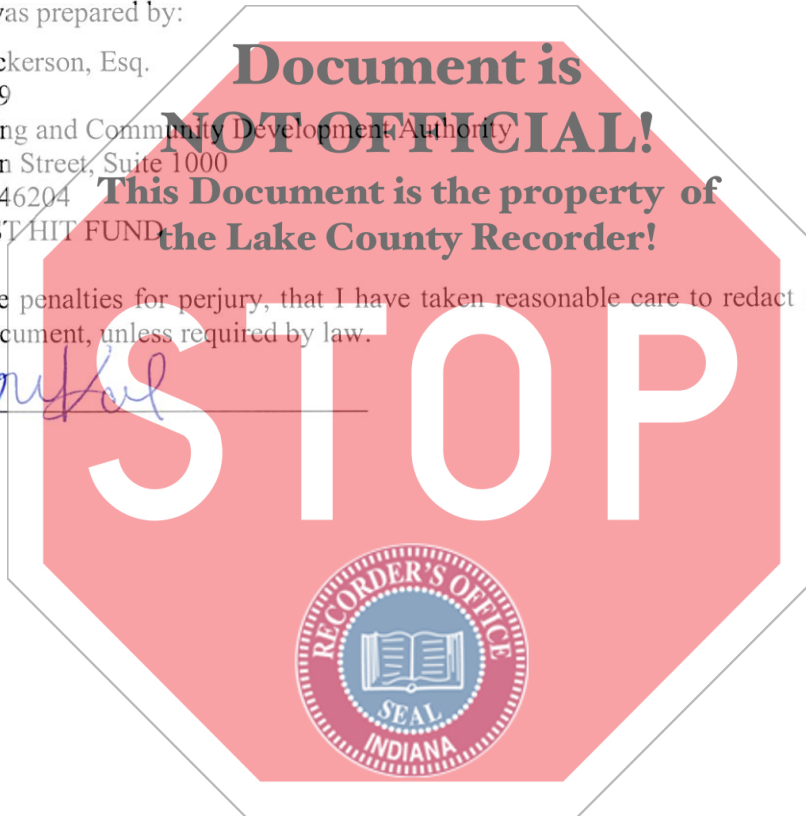 was prepared by:
ckerson, Esq.
9
ng and Community Development Authority
n Street, Suite 1000
46204
ST HIT FUND
Document is
NOT OFFICIAL!
This Document is the property of
the Lake County Recorder!
e penalties for perjury, that I have taken reasonable care to redact
cument, unless required by law.
STOP
RECORDER'S OFFICE
SEAL
INDIANA